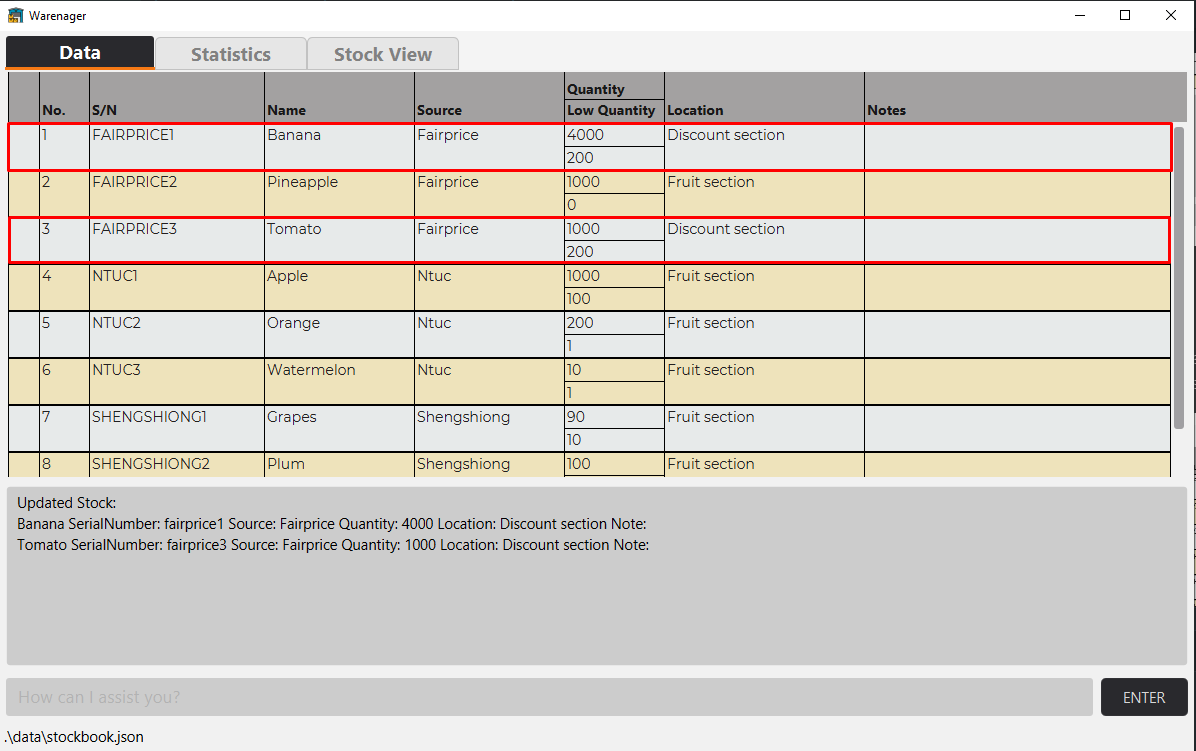 Warenager
Data Statistics Stock View
Quantity
No. S/N Name Source Low Quantity Location Notes
1 FAIRPRICE1 Banana Fairprice 4000 Discount section
200
2 FAIRPRICE2 Pineapple Fairprice 1000 Fruit section
0
3 FAIRPRICE3 Tomato Fairprice 1000 Discount section
200
4 NTUC1 Apple Ntuc 1000 Fruit section
100
5 NTUC2 Orange Ntuc 200 Fruit section
1
6 NTUC3 Watermelon Ntuc 10 Fruit section
1
7 SHENGSHIONG1 Grapes Shengshiong 90 Fruit section
10
8 SHENGSHIONG2 Plum Shengshiong 100 Fruit section
Updated Stock:
Banana SerialNumber: fairprice1 Source: Fairprice Quantity: 4000 Location: Discount section Note:
Tomato SerialNumber: fairprice3 Source: Fairprice Quantity: 1000 Location: Discount section Note:
How can I assist you? ENTER
.\data\stockbook.json